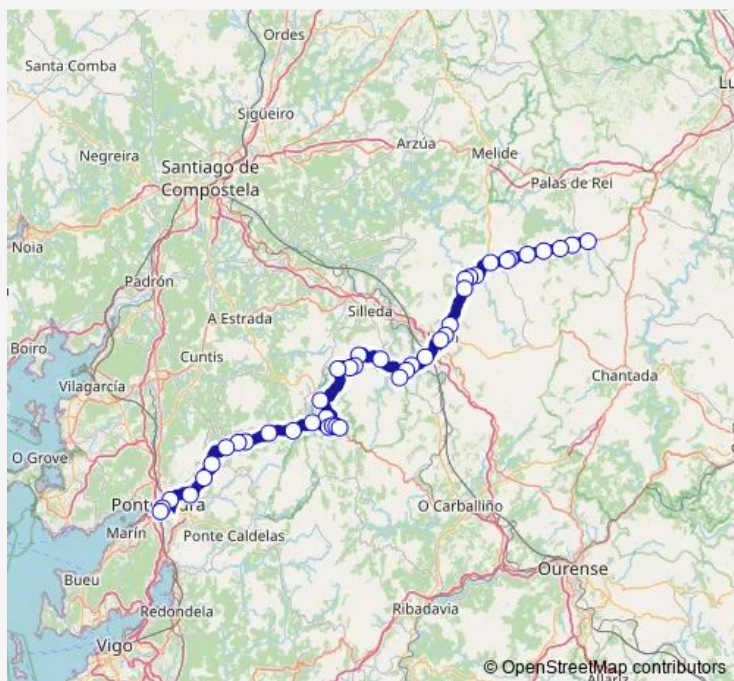 Ordes
Santa Comba
Sigüeiro
Arzúa
Melide
Negreira
Santiago de
Compostela
Palas de Rei
Noia
Padrón
Silleda
A Estrada
Boiro
Cuntis
Chantada
Vilagarcía
O Grove
O Carballiño
Marín
Ponte Caldelas
Bueu
Ourense
Redondela
Ribadavia
Vigo
© OpenStreetMap contributors